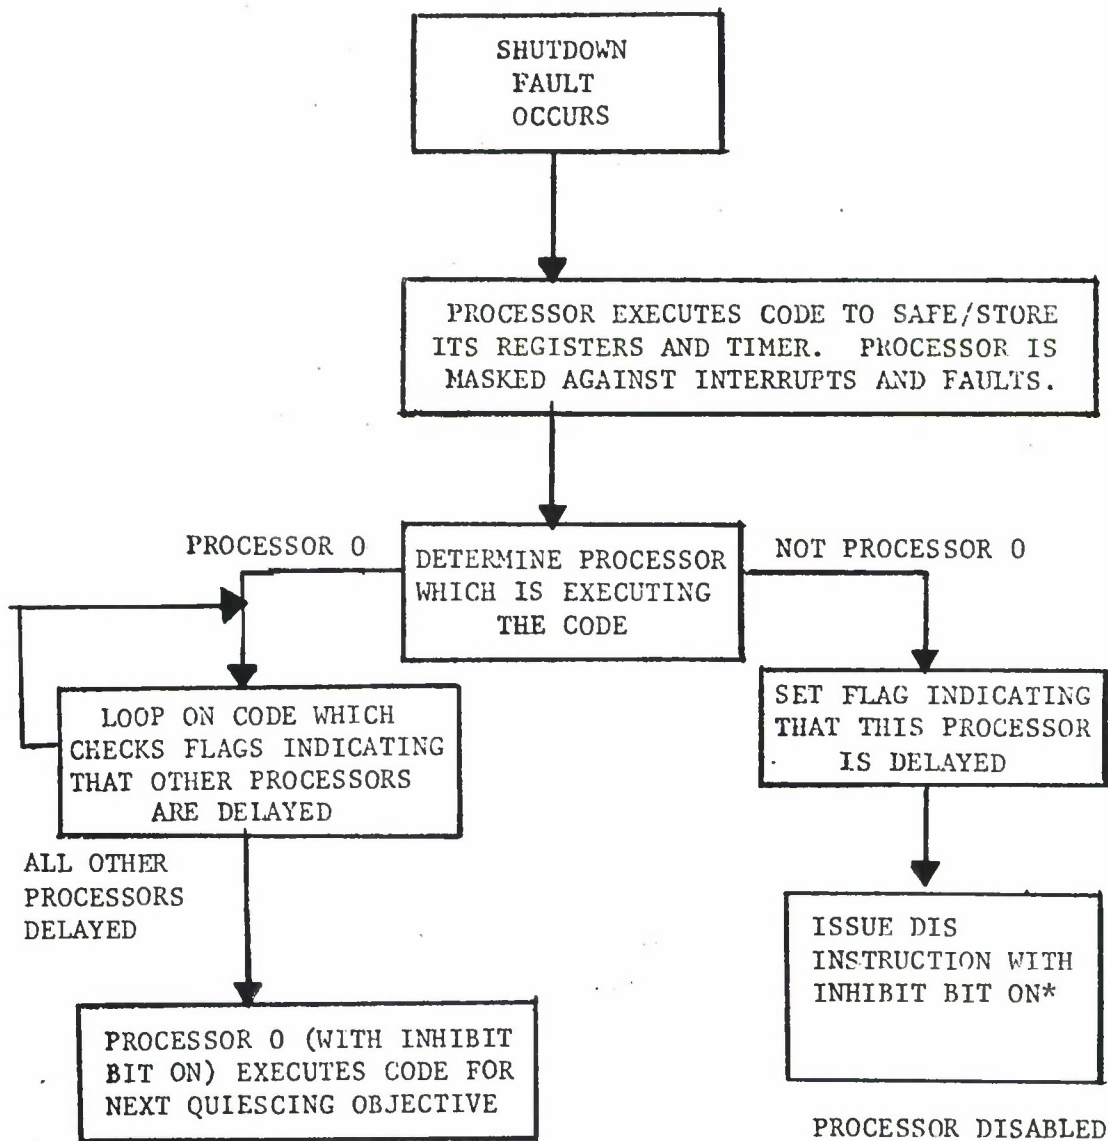 SHUTDOWN
FAULT
OCCURS
PROCESSOR EXECUTES CODE TO SAFE/STORE
ITS REGISTERS AND TIMER. PROCESSOR IS
MASKED AGAINST INTERRUPTS AND FAULTS.
PROCESSOR 0
DETERMINE PROCESSOR
WHICH IS EXECUTING
THE CODE
NOT PROCESSOR 0
LOOP ON CODE WHICH
CHECKS FLAGS INDICATING
THAT OTHER PROCESSORS
ARE DELAYED
SET FLAG INDICATING
THAT THIS PROCESSOR
IS DELAYED
ALL OTHER
PROCESSORS
DELAYED
ISSUE DIS
INSTRUCTION WITH
INHIBIT BIT ON*
PROCESSOR 0 (WITH INHIBIT
BIT ON) EXECUTES CODE FOR
NEXT QUIESCING OBJECTIVE
PROCESSOR DISABLED